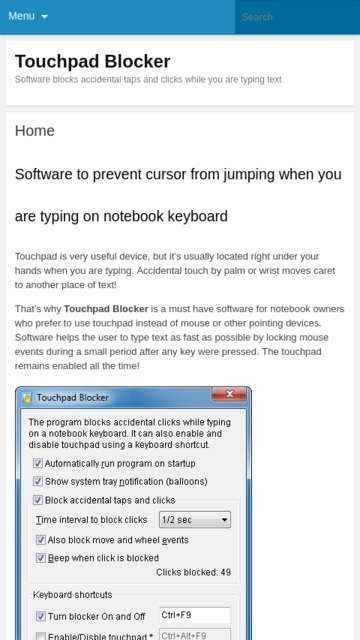 Menu
Search
Touchpad Blocker
Software blocks accidental taps and clicks while you are typing text
Home
Software to prevent cursor from jumping when you
are typing on notebook keyboard
Touchpad is very useful device, but it's usually located right under your
hands when you are typing. Accidental touch by palm or wrist moves caret
to another place of text!
That's why Touchpad Blocker is a must have software for notebook owners
who prefer to use touchpad instead of mouse or other pointing devices.
Software helps the user to type text as fast as possible by locking mouse
events during a small period after any key were pressed. The touchpad
remains enabled all the time!
Touchpad Blocker
The program blocks accidental clicks while typing
on a notebook keyboard. It can also enable and
disable touchpad using a keyboard shortcut.
Automatically run program on startup
Show system tray notification (balloons)
Block accidental taps and clicks
Time interval to block clicks 1/2 sec
Also block move and wheel events
Beep when click is blocked
Clicks blocked: 49
Keyboard shortcuts
Turn blocker On and Off Ctrl+F9
Enable/Disble touchpad * Ctrl+Alt+F9